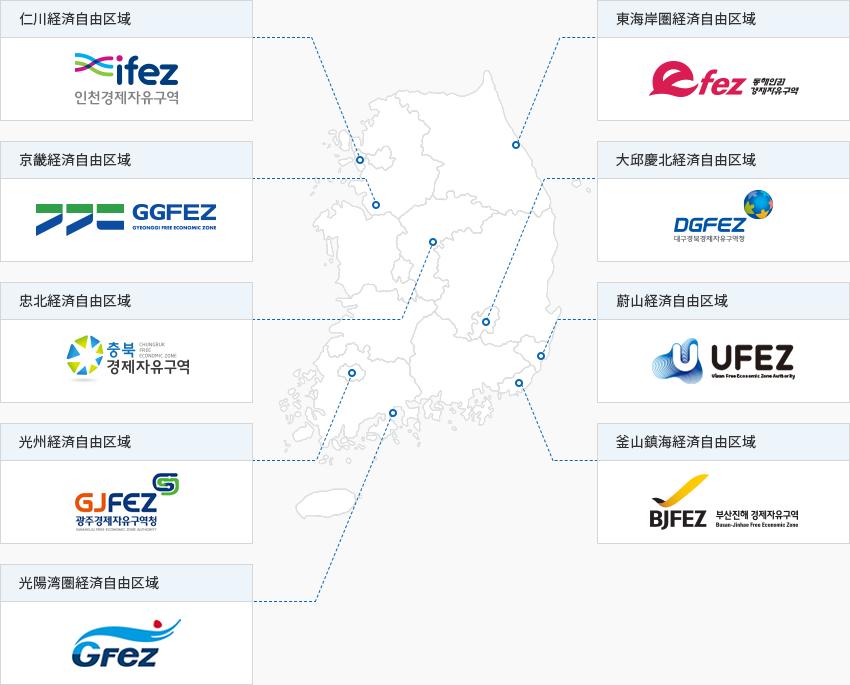 仁川経済自由区域
ifez
인천경제자유구역
京畿経済自由区域
GGFEZ
GYEONGGI FREE ECONOMIC ZONE
忠北経済自由区域
충북
CHUNGBUK
FREE
ECONOMIC ZONE
경제자유구역
光州経済自由区域
GJFEZ
광주경제자유구역청
GWANGJU FREE ECONOMIC ZONE AUTHORITY
光陽湾圏経済自由区域
GFEZ
東海岸圏経済自由区域
efez
동해안권
경제자유구역
大邱慶北経済自由区域
DGFEZ
대구경북경제자유구역청
蔚山経済自由区域
UFEZ
Ulsan Free Economic Zone Authority
釜山鎮海経済自由区域
BJFEZ
부산진해 경제자유구역
Busan-Jinhae Free Economic Zone